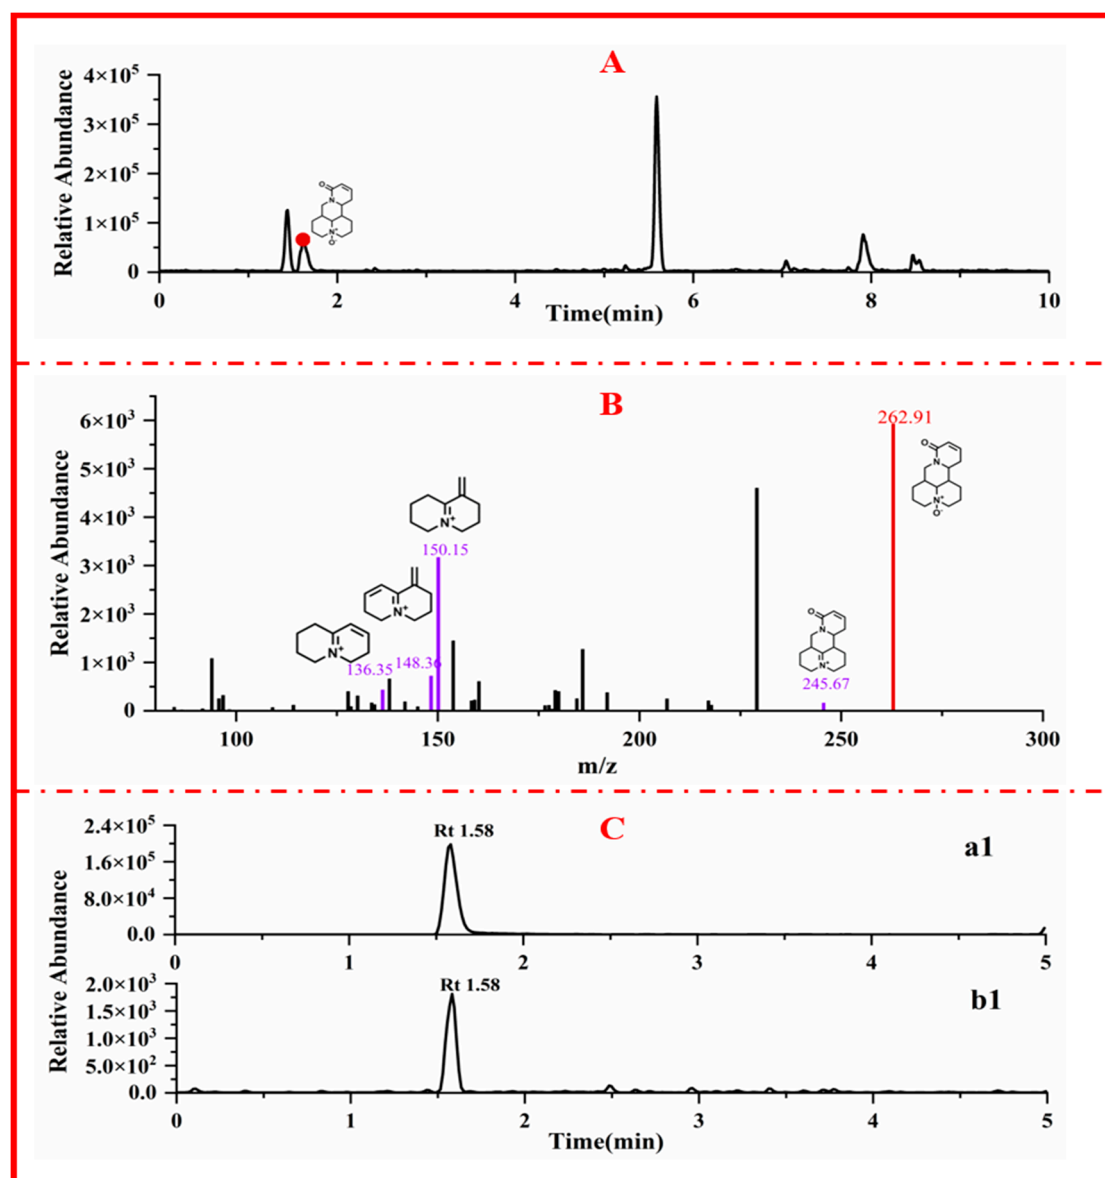 A
Relative Abundance
4×10⁵
3×10⁵
2×10⁵
1×10⁵
0
O
N
N⁺
O⁻
0 2 4 6 8 10
Time(min)
B
Relative Abundance
6×10³
5×10³
4×10³
3×10³
2×10³
1×10³
0
262.91
O
N
N⁺
O⁻
N⁺
150.15
N⁺
148.36
N⁺
136.35
O
N
N⁺
245.67
100 150 200 250 300
m/z
C
Relative Abundance
2.4×10⁵
1.6×10⁵
8.0×10⁴
0.0
Rt 1.58
a1
0 1 2 3 4 5
2.0×10³
1.5×10³
1.0×10³
5.0×10²
0.0
Rt 1.58
b1
0 1 2 3 4 5
Time(min)